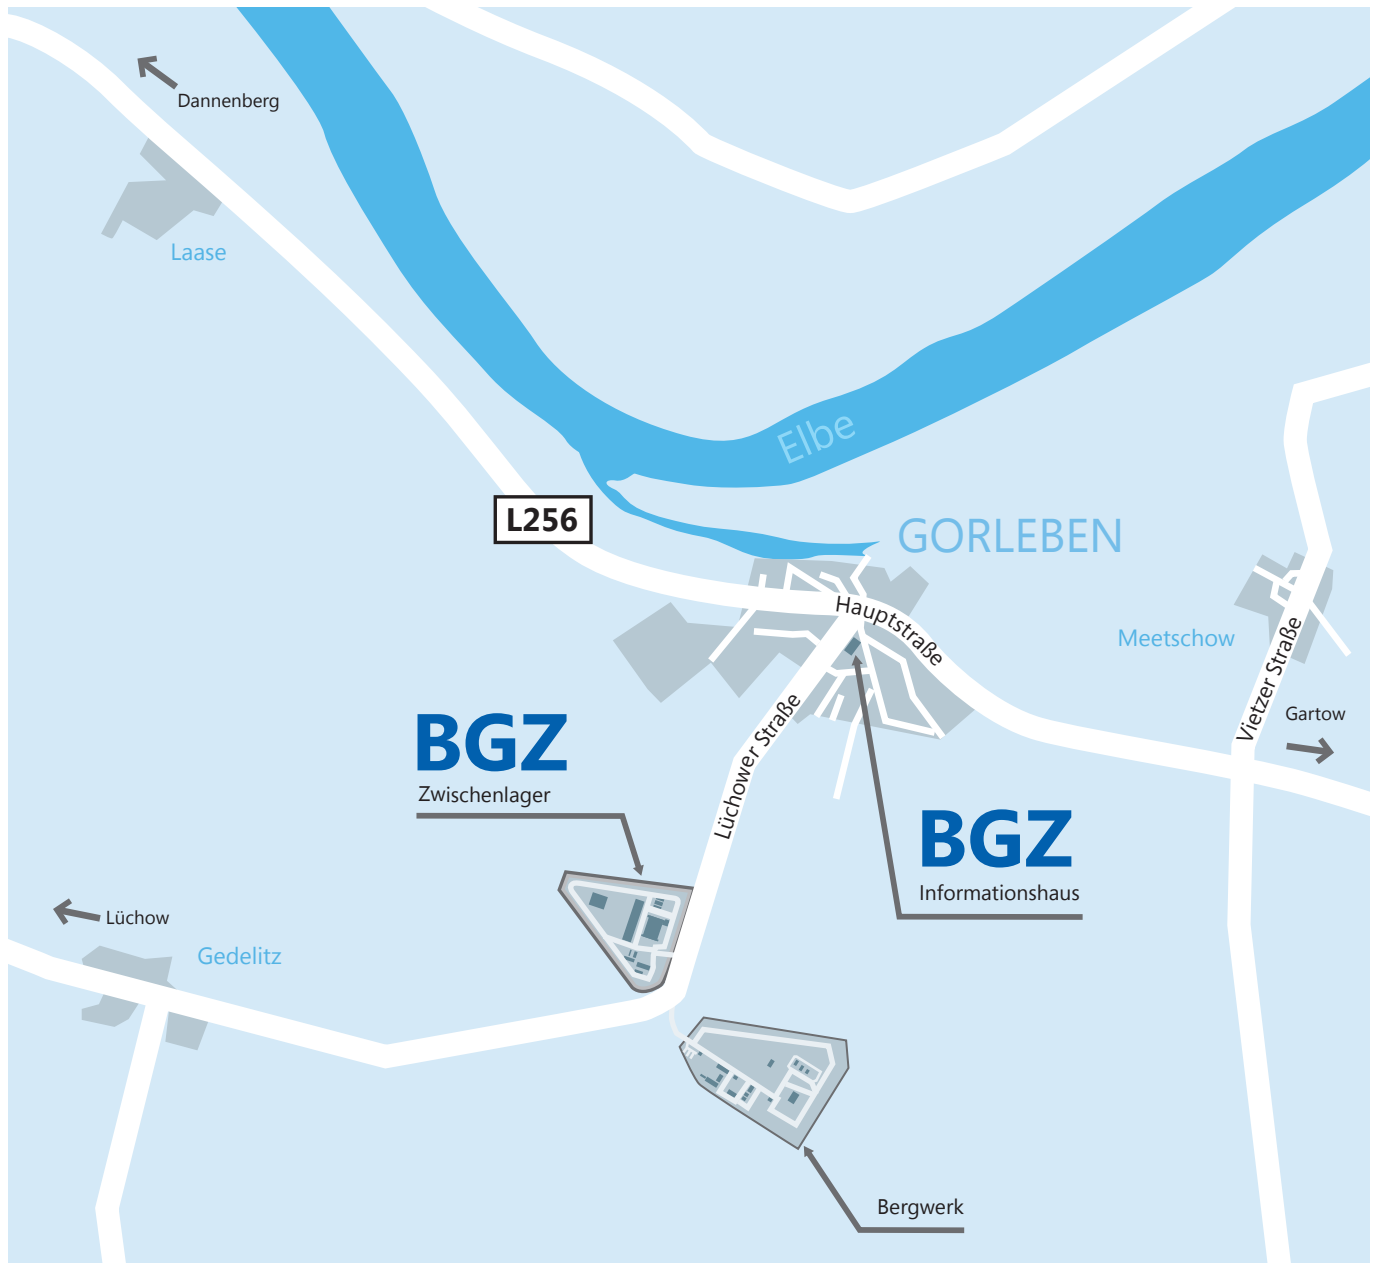 Dannenberg
Laase
Elbe
L256
GORLEBEN
Hauptstraße
Meetschow
Vietzer Straße
Gartow
Lüchower Straße
BGZ
Zwischenlager
BGZ
Informationshaus
Lüchow
Gedelitz
Bergwerk